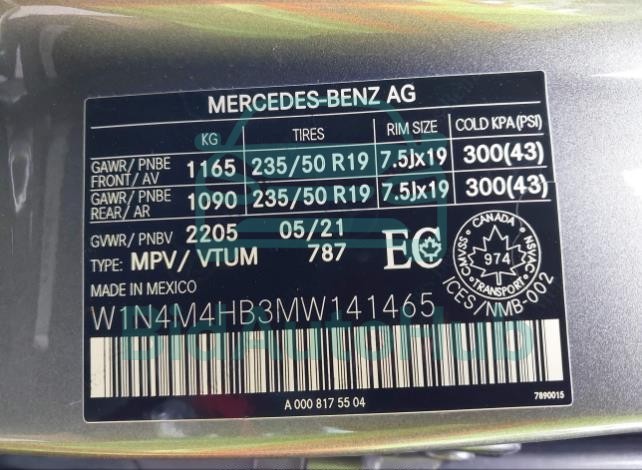 MERCEDES-BENZ AG
KG TIRES RIM SIZE COLD KPA(PSI)
GAWR/PNBE FRONT/AV 1165 235/50 R19 7.5Jx19 300(43)
GAWR/PNBE REAR/AR 1090 235/50 R19 7.5Jx19 300(43)
GVWR/PNBV 2205 05/21
TYPE: MPV/VTUM 787 EC
MADE IN MEXICO
CANADA
CMVSS NSVAC
974
TRANSPORT
ICES/NMB-002
W1N4M4HB3MW141465
BidAutoHub
A 000 817 55 04
7890015